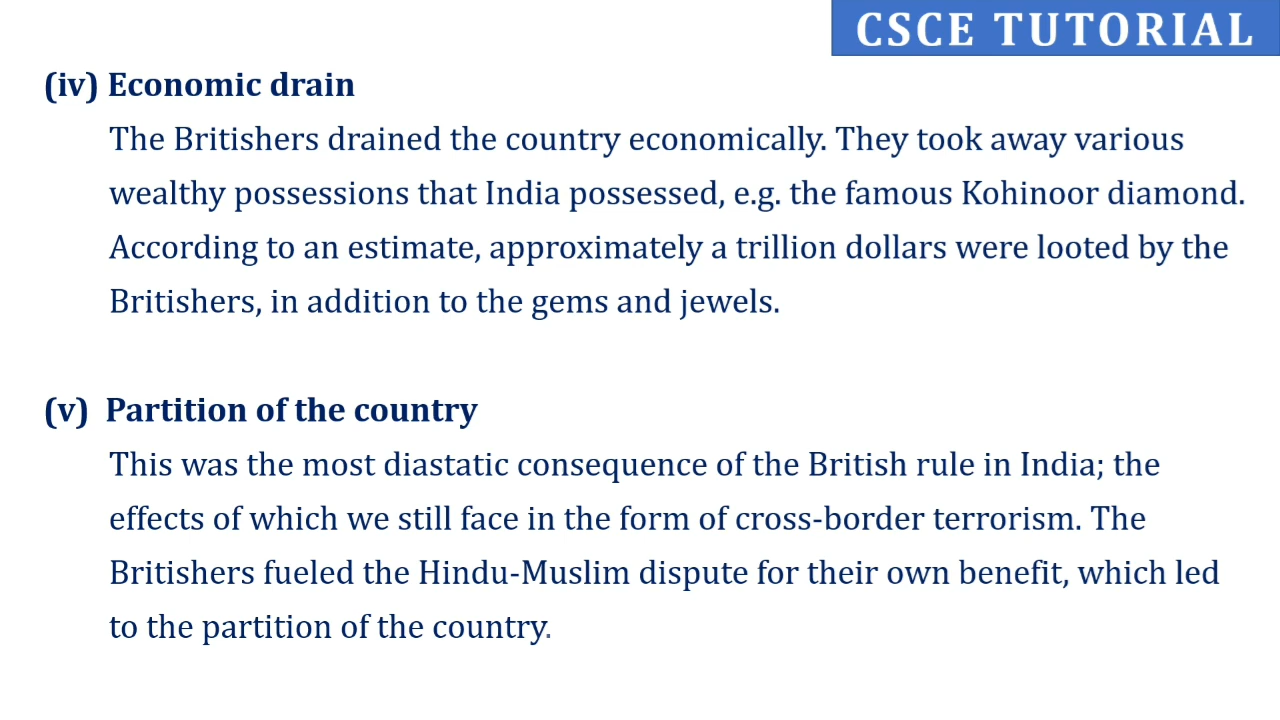 CSCE TUTORIAL
(iv) Economic drain
The Britishers drained the country economically. They took away various
wealthy possessions that India possessed, e.g. the famous Kohinoor diamond.
According to an estimate, approximately a trillion dollars were looted by the
Britishers, in addition to the gems and jewels.
(v) Partition of the country
This was the most diastatic consequence of the British rule in India; the
effects of which we still face in the form of cross-border terrorism. The
Britishers fueled the Hindu-Muslim dispute for their own benefit, which led
to the partition of the country.